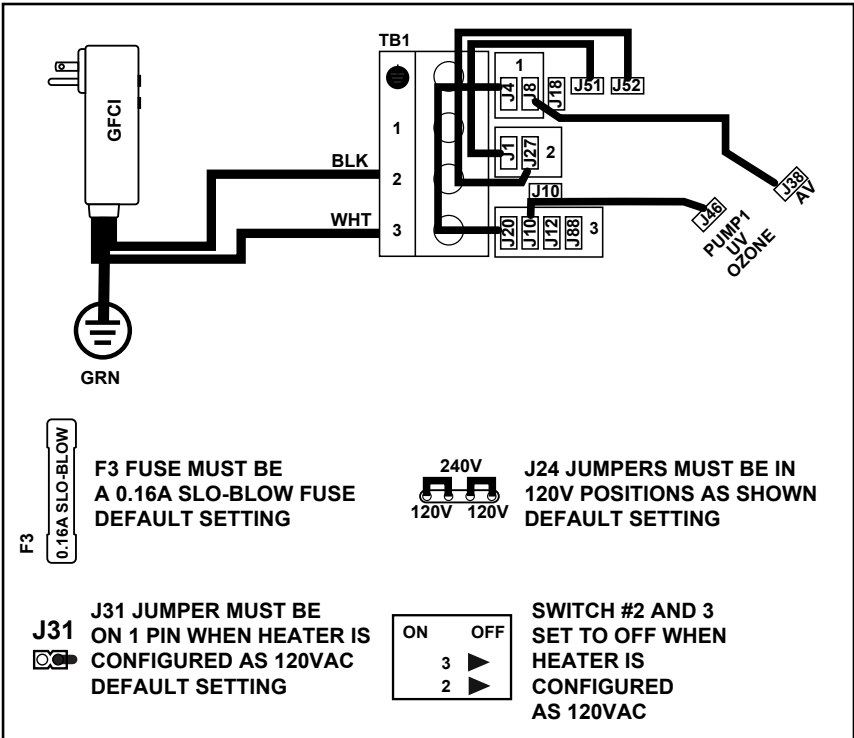 TB1
GFCI
1
2
3
BLK
WHT
GRN
1
J4
J8
J18
J51
J52
J1
J27
2
J10
J20
J10
J12
J88
3
J38
AV
J46
PUMP1
UV
OZONE
F3
0.16A SLO-BLOW
F3 FUSE MUST BE
A 0.16A SLO-BLOW FUSE
DEFAULT SETTING
240V
120V 120V
J24 JUMPERS MUST BE IN
120V POSITIONS AS SHOWN
DEFAULT SETTING
J31
J31 JUMPER MUST BE
ON 1 PIN WHEN HEATER IS
CONFIGURED AS 120VAC
DEFAULT SETTING
ON OFF
3
2
SWITCH #2 AND 3
SET TO OFF WHEN
HEATER IS
CONFIGURED
AS 120VAC